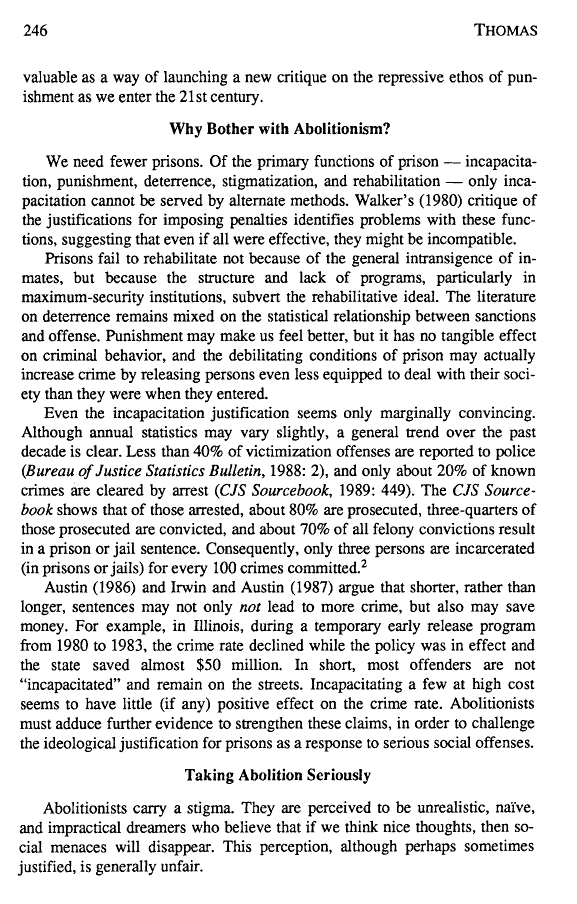 246 THOMAS
valuable as a way of launching a new critique on the repressive ethos of pun-
ishment as we enter the 21st century.
Why Bother with Abolitionism?
We need fewer prisons. Of the primary functions of prison — incapacita-
tion, punishment, deterrence, stigmatization, and rehabilitation — only inca-
pacitation cannot be served by alternate methods. Walker's (1980) critique of
the justifications for imposing penalties identifies problems with these func-
tions, suggesting that even if all were effective, they might be incompatible.
Prisons fail to rehabilitate not because of the general intransigence of in-
mates, but because the structure and lack of programs, particularly in
maximum-security institutions, subvert the rehabilitative ideal. The literature
on deterrence remains mixed on the statistical relationship between sanctions
and offense. Punishment may make us feel better, but it has no tangible effect
on criminal behavior, and the debilitating conditions of prison may actually
increase crime by releasing persons even less equipped to deal with their soci-
ety than they were when they entered.
Even the incapacitation justification seems only marginally convincing.
Although annual statistics may vary slightly, a general trend over the past
decade is clear. Less than 40% of victimization offenses are reported to police
(Bureau of Justice Statistics Bulletin, 1988: 2), and only about 20% of known
crimes are cleared by arrest (CJS Sourcebook, 1989: 449). The CJS Source-
book shows that of those arrested, about 80% are prosecuted, three-quarters of
those prosecuted are convicted, and about 70% of all felony convictions result
in a prison or jail sentence. Consequently, only three persons are incarcerated
(in prisons or jails) for every 100 crimes committed.2
Austin (1986) and Irwin and Austin (1987) argue that shorter, rather than
longer, sentences may not only not lead to more crime, but also may save
money. For example, in Illinois, during a temporary early release program
from 1980 to 1983, the crime rate declined while the policy was in effect and
the state saved almost $50 million. In short, most offenders are not
"incapacitated" and remain on the streets. Incapacitating a few at high cost
seems to have little (if any) positive effect on the crime rate. Abolitionists
must adduce further evidence to strengthen these claims, in order to challenge
the ideological justification for prisons as a response to serious social offenses.
Taking Abolition Seriously
Abolitionists carry a stigma. They are perceived to be unrealistic, naïve,
and impractical dreamers who believe that if we think nice thoughts, then so-
cial menaces will disappear. This perception, although perhaps sometimes
justified, is generally unfair.